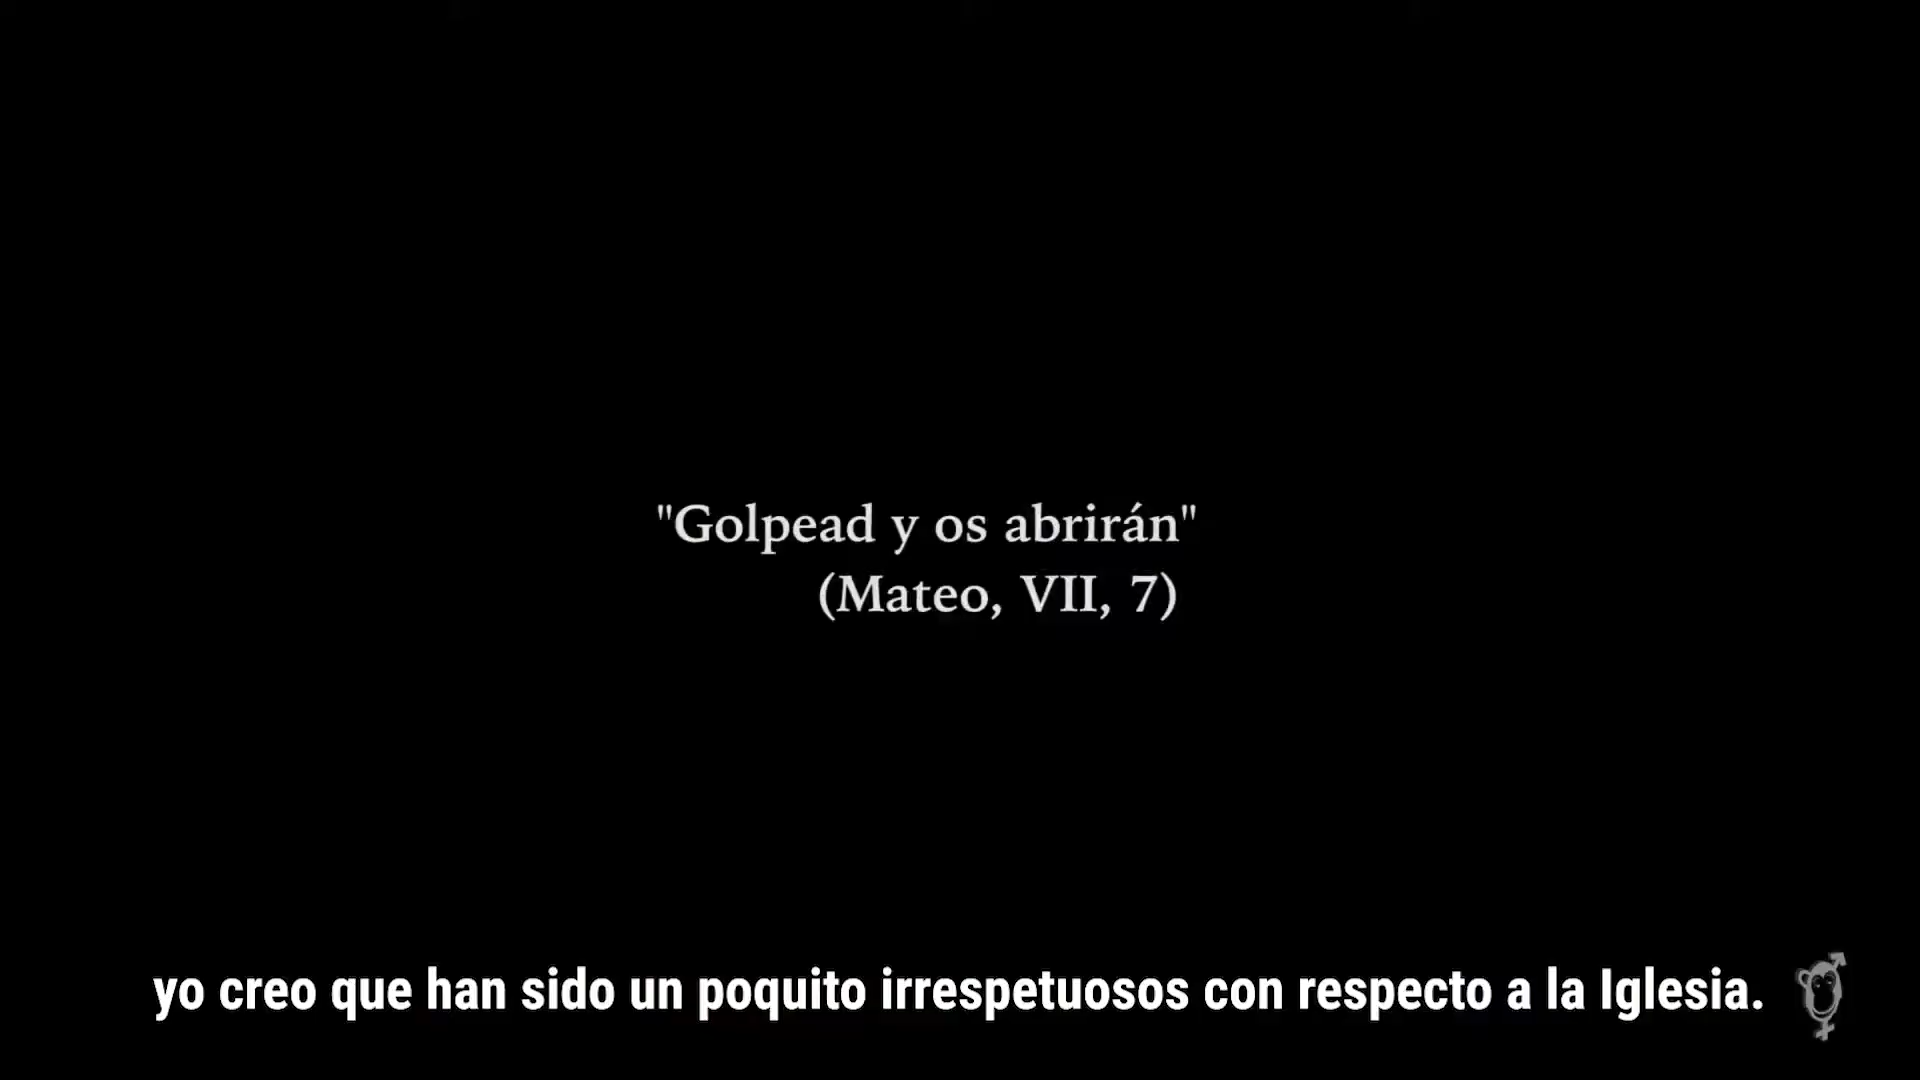 "Golpead y os abrirán"
(Mateo, VII, 7)
yo creo que han sido un poquito irrespetuosos con respecto a la Iglesia.